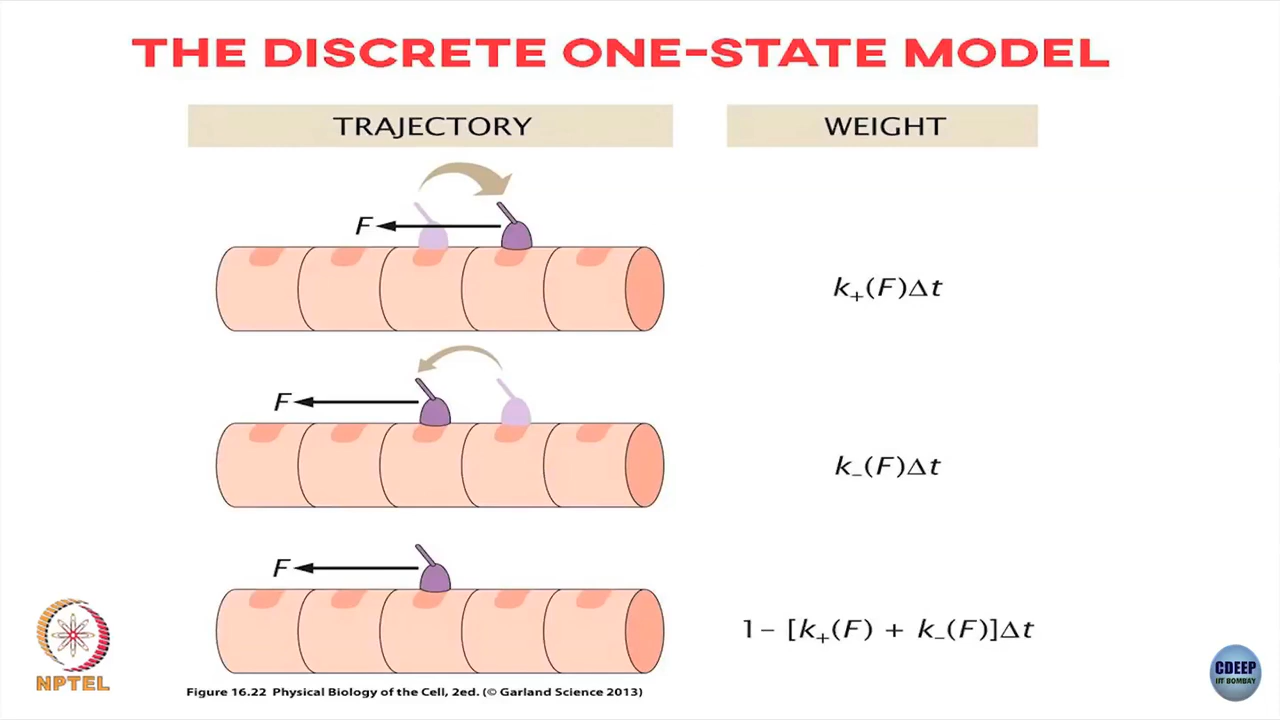 THE DISCRETE ONE-STATE MODEL
TRAJECTORY WEIGHT
F
k₊(F)Δt
F
k₋(F)Δt
F
1 – [k₊(F) + k₋(F)]Δt
NPTEL
Figure 16.22 Physical Biology of the Cell, 2ed. (© Garland Science 2013)
CDEEP
IIT BOMBAY